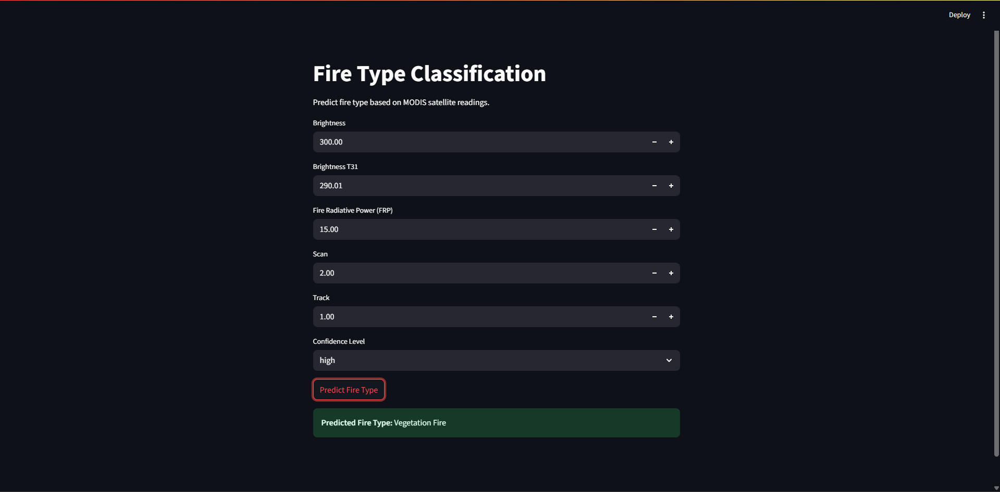 Deploy
Fire Type Classification
Predict fire type based on MODIS satellite readings.
Brightness
300.00
Brightness T31
290.01
Fire Radiative Power (FRP)
15.00
Scan
2.00
Track
1.00
Confidence Level
high
Predict Fire Type
Predicted Fire Type: Vegetation Fire